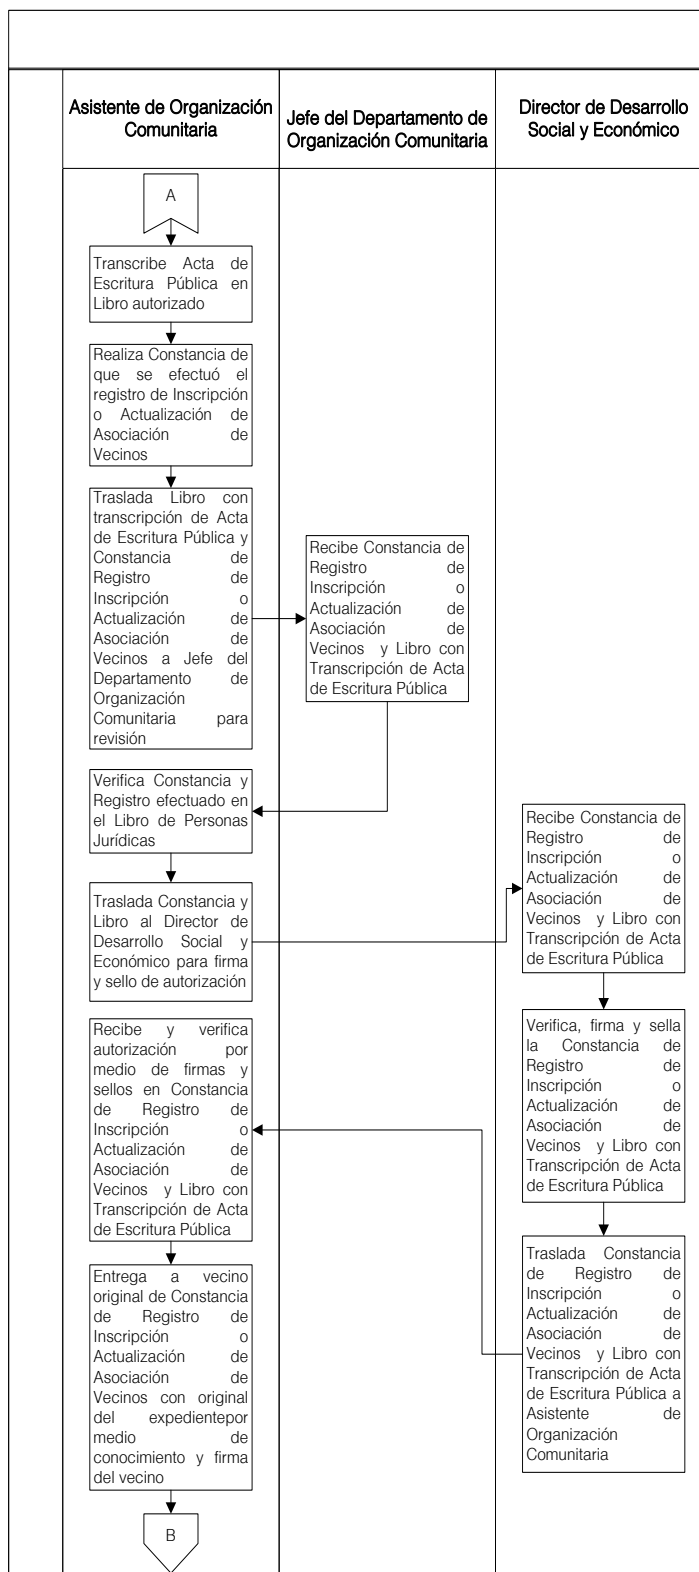 Asistente de Organización
Comunitaria
Jefe del Departamento de
Organización Comunitaria
Director de Desarrollo
Social y Económico
A
Transcribe Acta de
Escritura Pública en
Libro autorizado
Realiza Constancia de
que se efectuó el
registro de Inscripción
o Actualización de
Asociación de
Vecinos
Traslada Libro con
transcripción de Acta
de Escritura Pública y
Constancia de
Registro de
Inscripción o
Actualización de
Asociación de
Vecinos a Jefe del
Departamento de
Organización
Comunitaria para
revisión
Recibe Constancia de
Registro de
Inscripción o
Actualización de
Asociación de
Vecinos y Libro con
Transcripción de Acta
de Escritura Pública
Verifica Constancia y
Registro efectuado en
el Libro de Personas
Jurídicas
Traslada Constancia y
Libro al Director de
Desarrollo Social y
Económico para firma
y sello de autorización
Recibe Constancia de
Registro de
Inscripción o
Actualización de
Asociación de
Vecinos y Libro con
Transcripción de Acta
de Escritura Pública
Verifica, firma y sella
la Constancia de
Registro de
Inscripción o
Actualización de
Asociación de
Vecinos y Libro con
Transcripción de Acta
de Escritura Pública
Traslada Constancia
de Registro de
Inscripción o
Actualización de
Asociación de
Vecinos y Libro con
Transcripción de Acta
de Escritura Pública a
Asistente de
Organización
Comunitaria
Recibe y verifica
autorización por
medio de firmas y
sellos en Constancia
de Registro de
Inscripción o
Actualización de
Asociación de
Vecinos y Libro con
Transcripción de Acta
de Escritura Pública
Entrega a vecino
original de Constancia
de Registro de
Inscripción o
Actualización de
Asociación de
Vecinos con original
del expedientepor
medio de
conocimiento y firma
del vecino
B